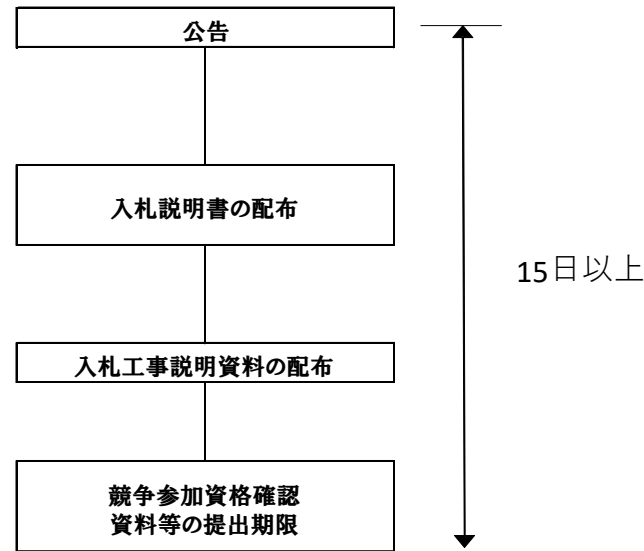 公告
入札説明書の配布
15日以上
入札工事説明資料の配布
競争参加資格確認
資料等の提出期限